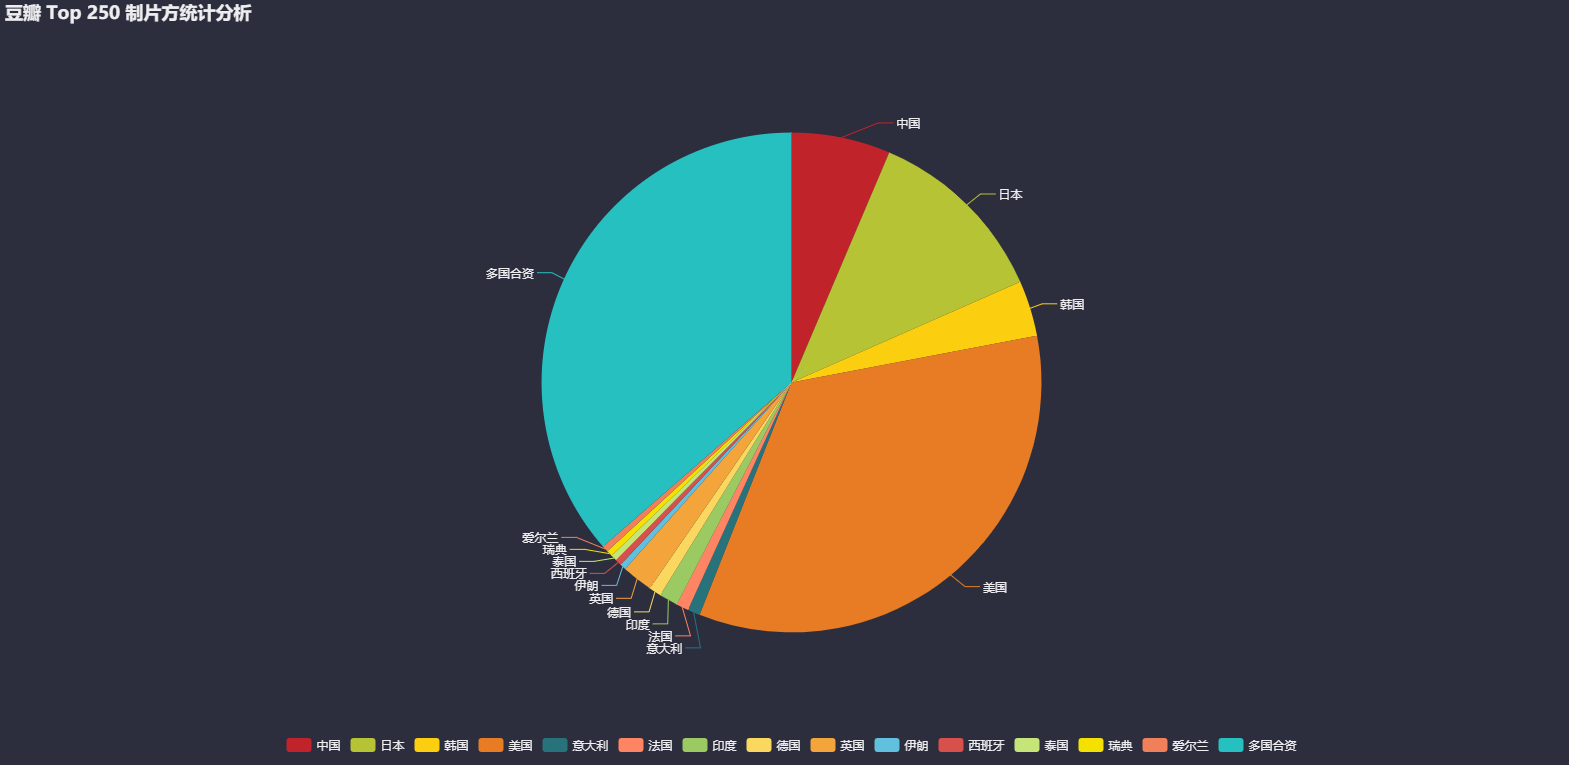 豆瓣 Top 250 制片方统计分析
中国
日本
多国合资
韩国
爱尔兰
瑞典
泰国
西班牙
伊朗
美国
英国
德国
印度
法国
意大利
中国 日本 韩国 美国 意大利 法国 印度 德国 英国 伊朗 西班牙 泰国 瑞典 爱尔兰 多国合资